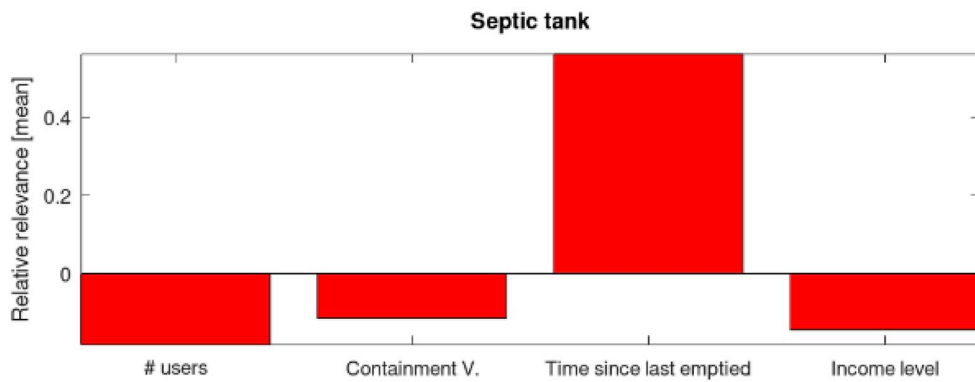 Septic tank
Relative relevance [mean]
0.4
0.2
0
# users
Containment V.
Time since last emptied
Income level